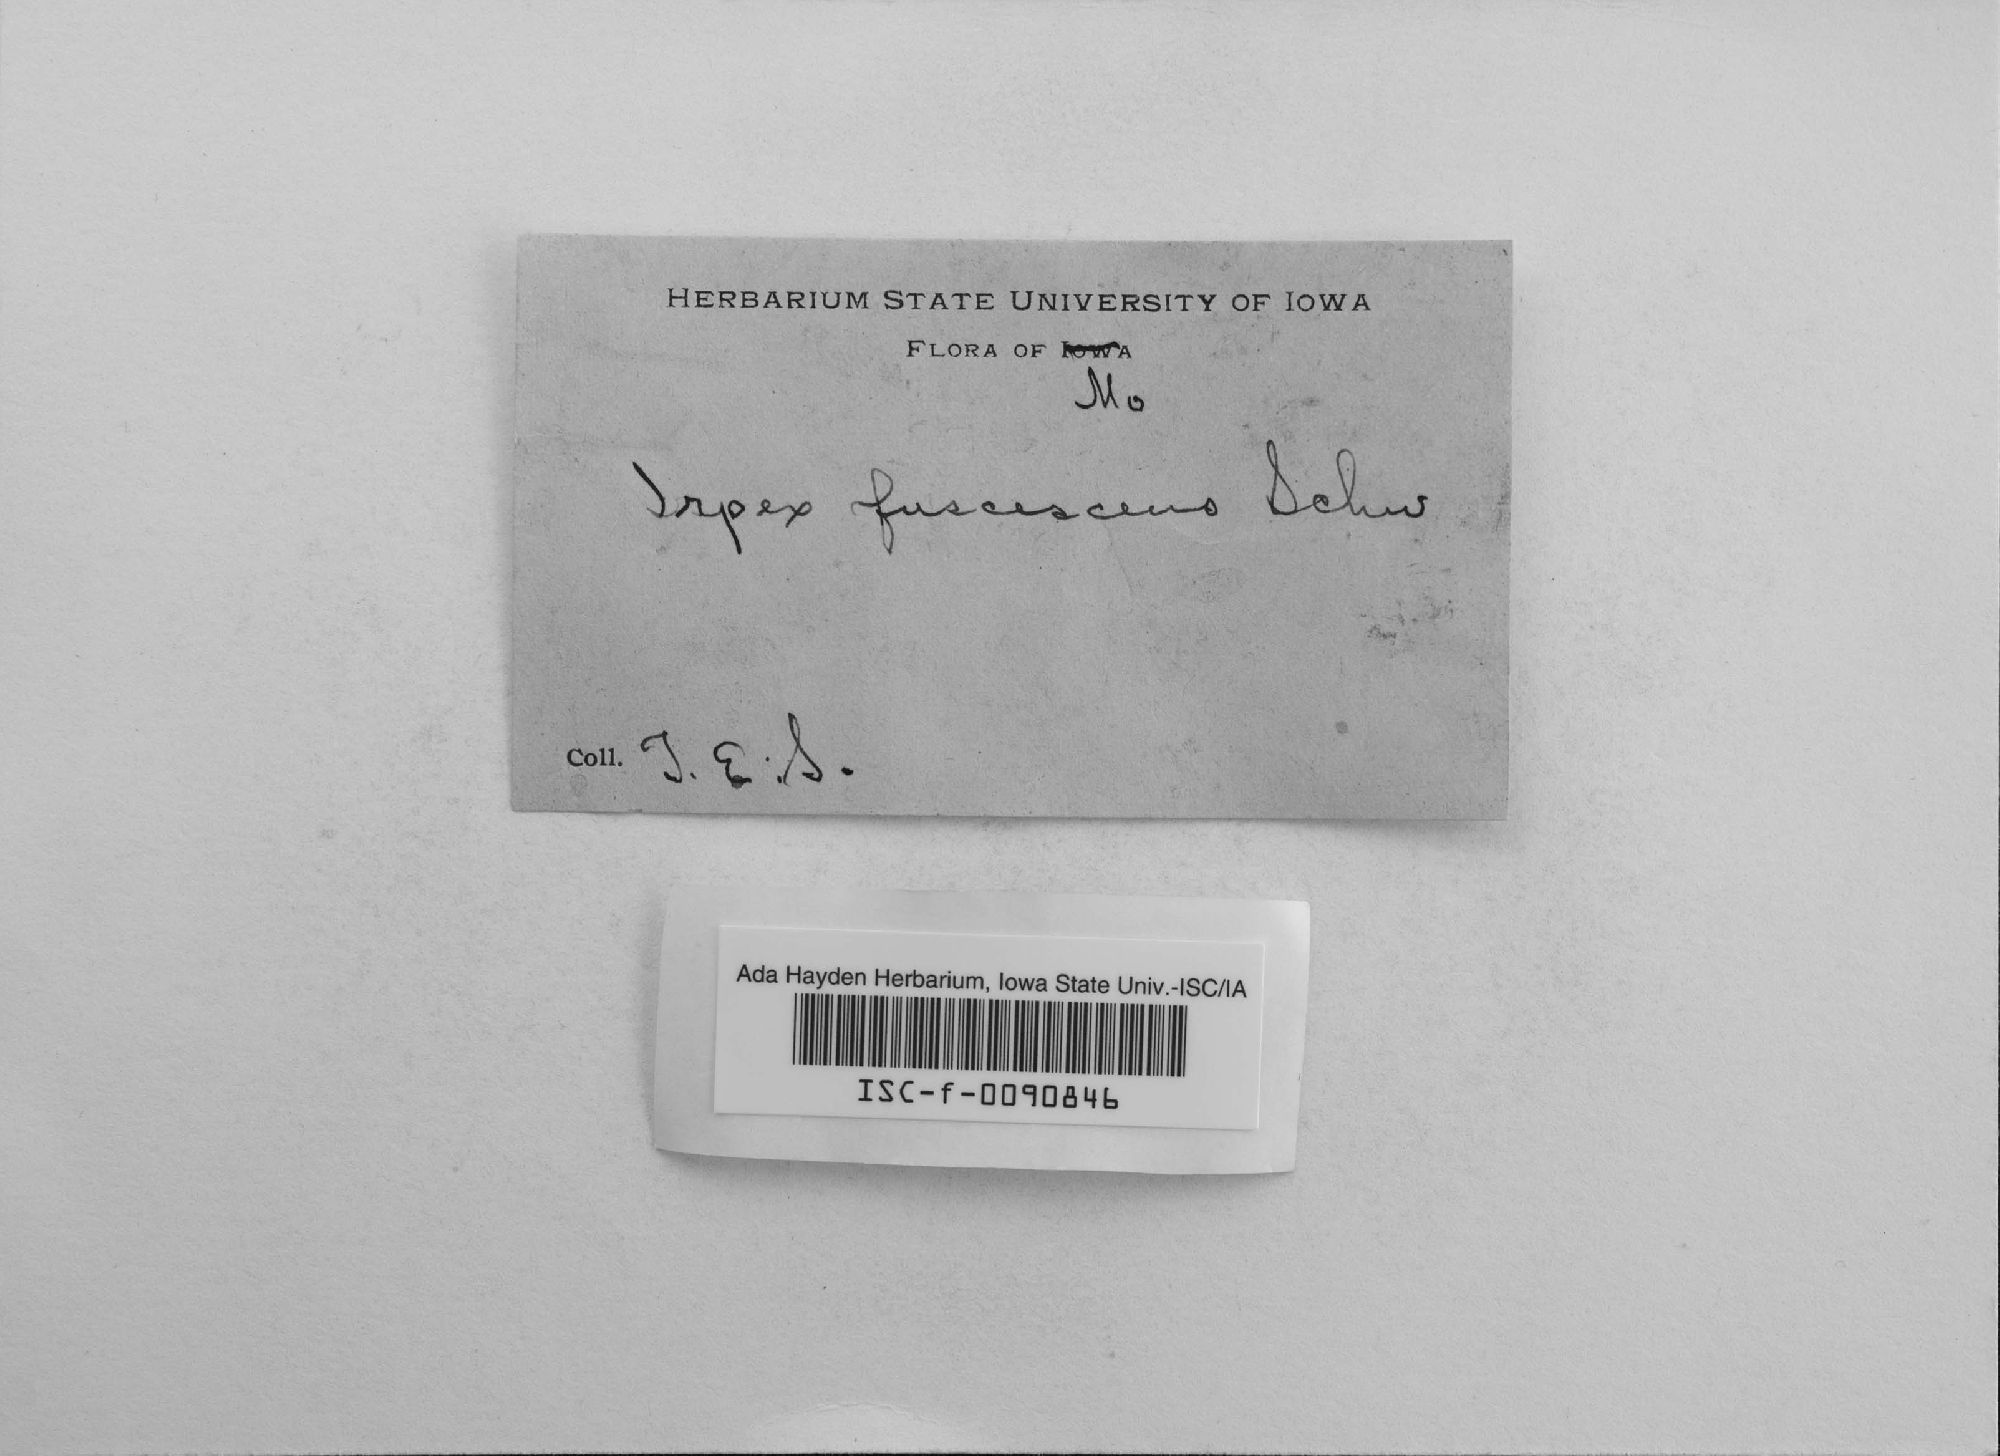 HERBARIUM STATE UNIVERSITY OF IOWA
FLORA OF IOWA
Mo
Irpex fuscescens Schw
Coll. T. E. S.
Ada Hayden Herbarium, Iowa State Univ.-ISC/IA
ISC-f-0090846